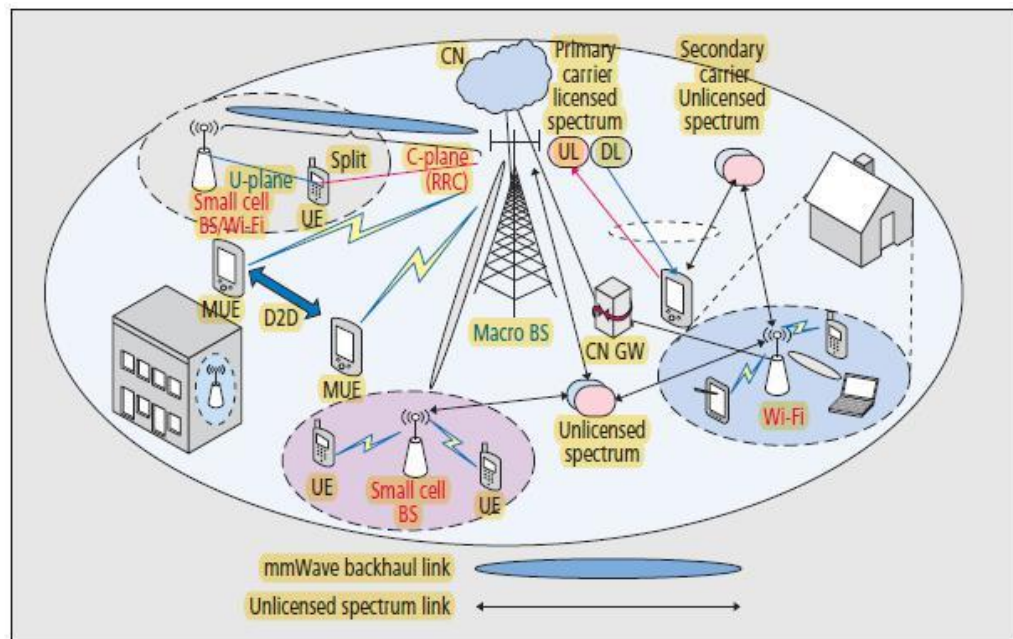 CN
Primary
carrier
licensed
spectrum
UL
DL
Secondary
carrier
Unlicensed
spectrum
Split
C-plane
(RRC)
U-plane
Small cell
BS/Wi-Fi
UE
MUE
D2D
MUE
Macro BS
CN GW
Wi-Fi
Unlicensed
spectrum
UE
Small cell
BS
UE
mmWave backhaul link
Unlicensed spectrum link